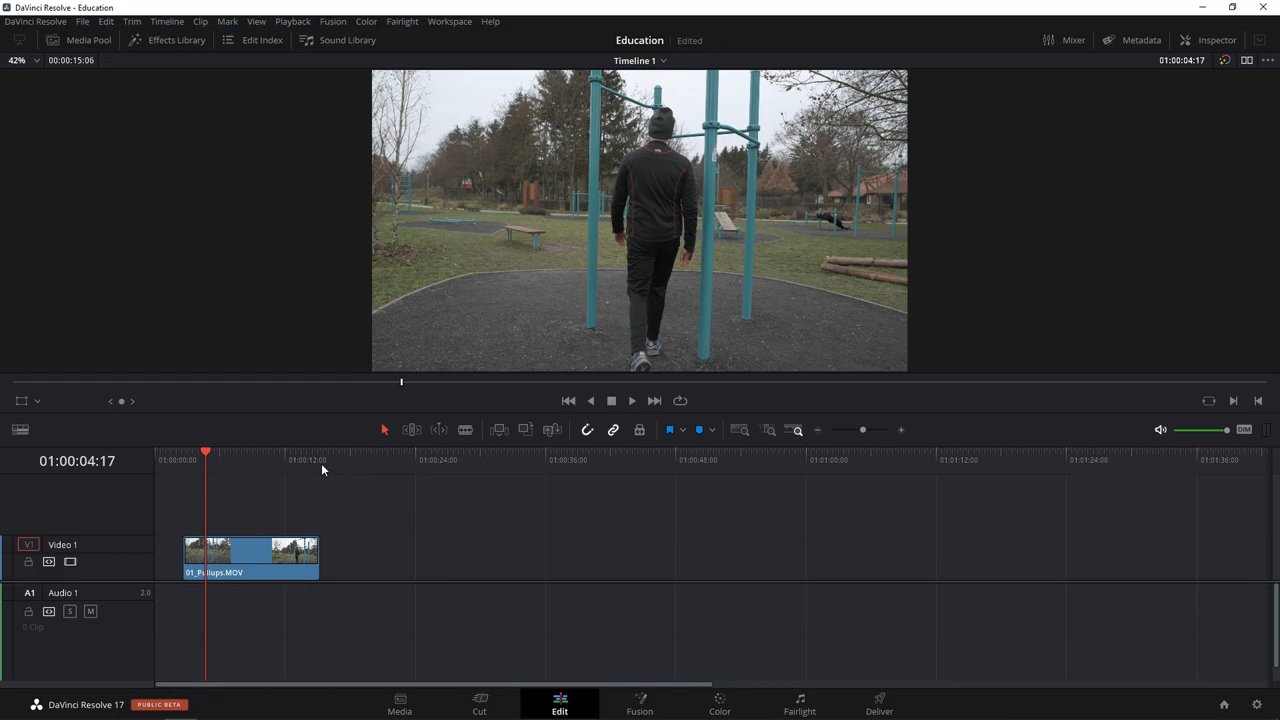 DaVinci Resolve - Education
DaVinci Resolve File Edit Trim Timeline Clip Mark View Playback Fusion Color Fairlight Workspace Help
Media Pool Effects Library Edit Index Sound Library Education Edited Mixer Metadata Inspector
42% 00:00:15:06 Timeline 1 01:00:04:17
DIM
01:00:04:17 01:00:00:00 01:00:12:00 01:00:24:00 01:00:36:00 01:00:48:00 01:01:00:00 01:01:12:00 01:01:24:00 01:01:36:00
V1 Video 1
01_Pullups.MOV
A1 Audio 1 2.0
S M
0 Clip
DaVinci Resolve 17 PUBLIC BETA Media Cut Edit Fusion Color Fairlight Deliver